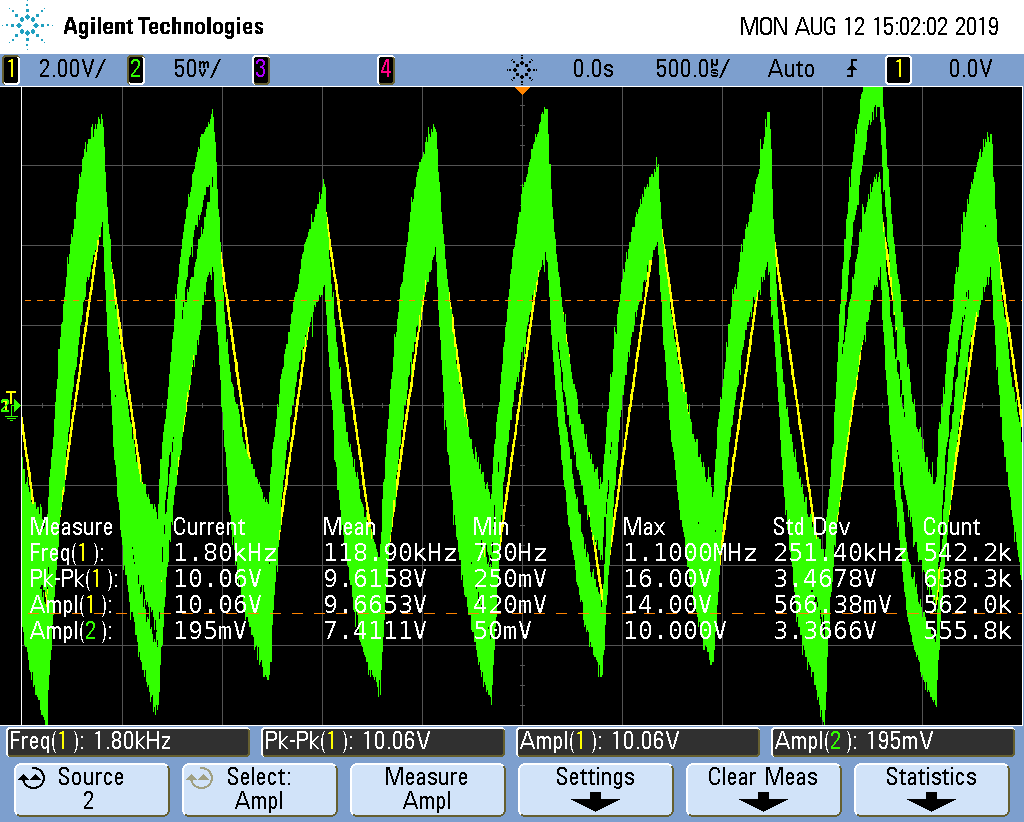 Agilent Technologies MON AUG 12 15:02:02 2019
1 2.00V/ 2 50mV/ 3 4 0.0s 500.0µs/ Auto 1 0.0V
Measure Current Mean Min Max Std Dev Count
Freq(1): 1.80kHz 118.90kHz 730Hz 1.1000MHz 251.40kHz 542.2k
Pk-Pk(1): 10.06V 9.6158V 250mV 16.00V 3.4678V 638.3k
Ampl(1): 10.06V 9.6653V 420mV 14.00V 566.38mV 562.0k
Ampl(2): 195mV 7.4111V 50mV 10.000V 3.3666V 555.8k
Freq(1): 1.80kHz Pk-Pk(1): 10.06V Ampl(1): 10.06V Ampl(2): 195mV
Source Select: Measure Settings Clear Meas Statistics
2 Ampl Ampl